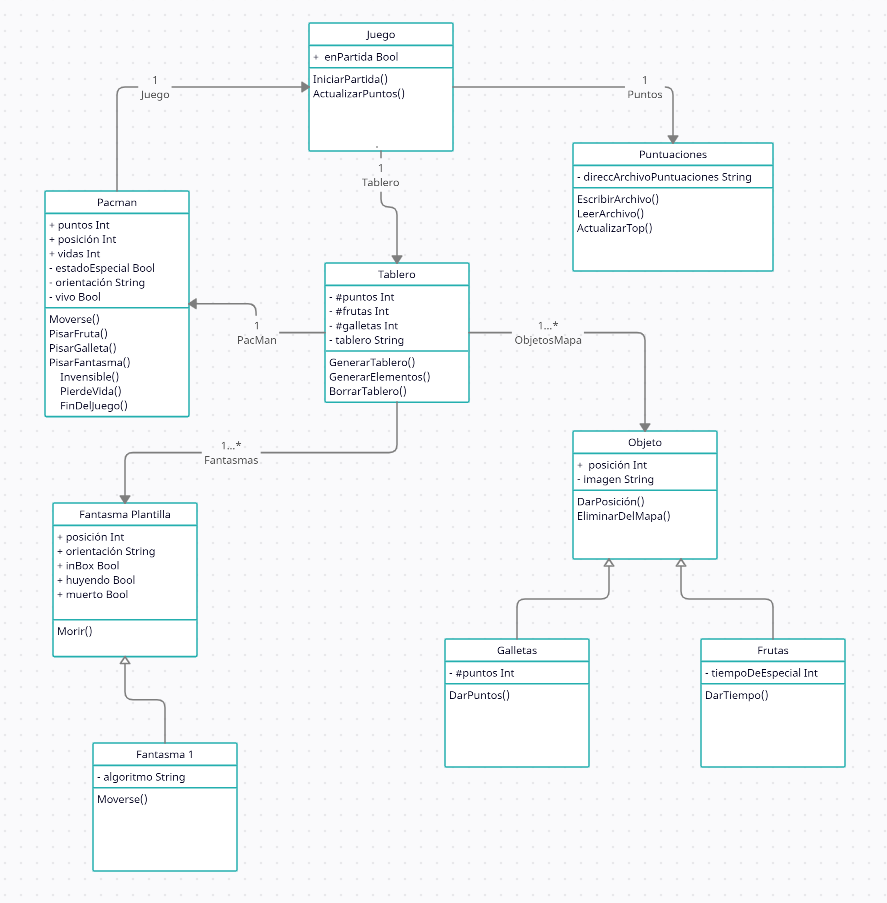 Juego
+ enPartida Bool
IniciarPartida()
ActualizarPuntos()
1
Juego
1
Puntos
1
Tablero
Puntuaciones
- direccArchivoPuntuaciones String
EscribirArchivo()
LeerArchivo()
ActualizarTop()
Pacman
+ puntos Int
+ posición Int
+ vidas Int
- estadoEspecial Bool
- orientación String
- vivo Bool
Moverse()
PisarFruta()
PisarGalleta()
PisarFantasma()
Invensible()
PierdeVida()
FinDelJuego()
Tablero
- #puntos Int
- #frutas Int
- #galletas Int
- tablero String
GenerarTablero()
GenerarElementos()
BorrarTablero()
1
PacMan
1...*
ObjetosMapa
1...*
Fantasmas
Objeto
+ posición Int
- imagen String
DarPosición()
EliminarDelMapa()
Fantasma Plantilla
+ posición Int
+ orientación String
+ inBox Bool
+ huyendo Bool
+ muerto Bool
Morir()
Galletas
- #puntos Int
DarPuntos()
Frutas
- tiempoDeEspecial Int
DarTiempo()
Fantasma 1
- algoritmo String
Moverse()